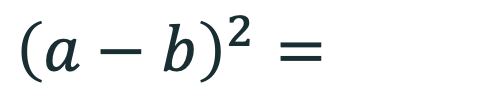 (a − b)² =